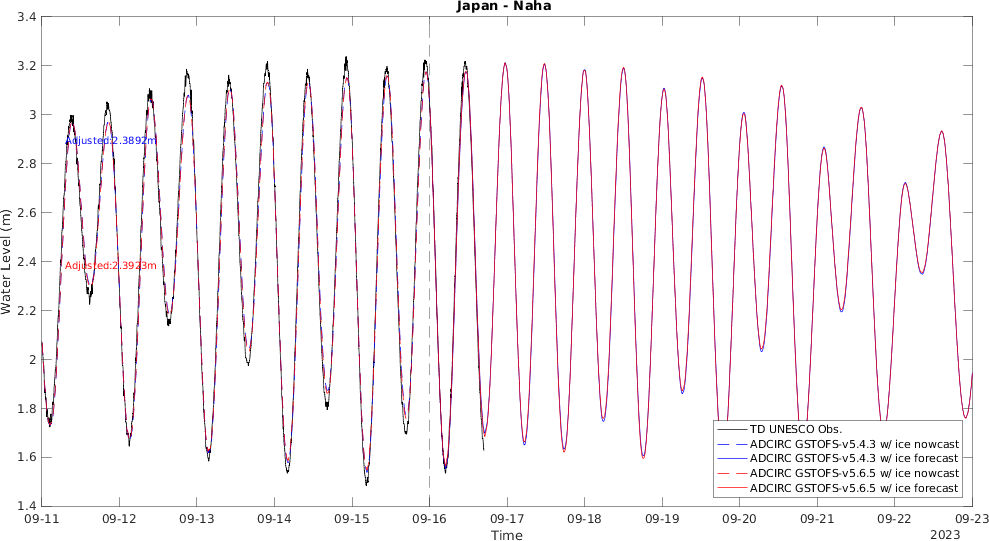 Japan - Naha
3.4
3.2
3
2.8
2.6
2.4
2.2
2
1.8
1.6
1.4
Water Level (m)
Adjusted:2.3892m
Adjusted:2.3923m
TD UNESCO Obs.
ADCIRC GSTOFS-v5.4.3 w/ ice nowcast
ADCIRC GSTOFS-v5.4.3 w/ ice forecast
ADCIRC GSTOFS-v5.6.5 w/ ice nowcast
ADCIRC GSTOFS-v5.6.5 w/ ice forecast
09-11 09-12 09-13 09-14 09-15 09-16 09-17 09-18 09-19 09-20 09-21 09-22 09-23
Time
2023